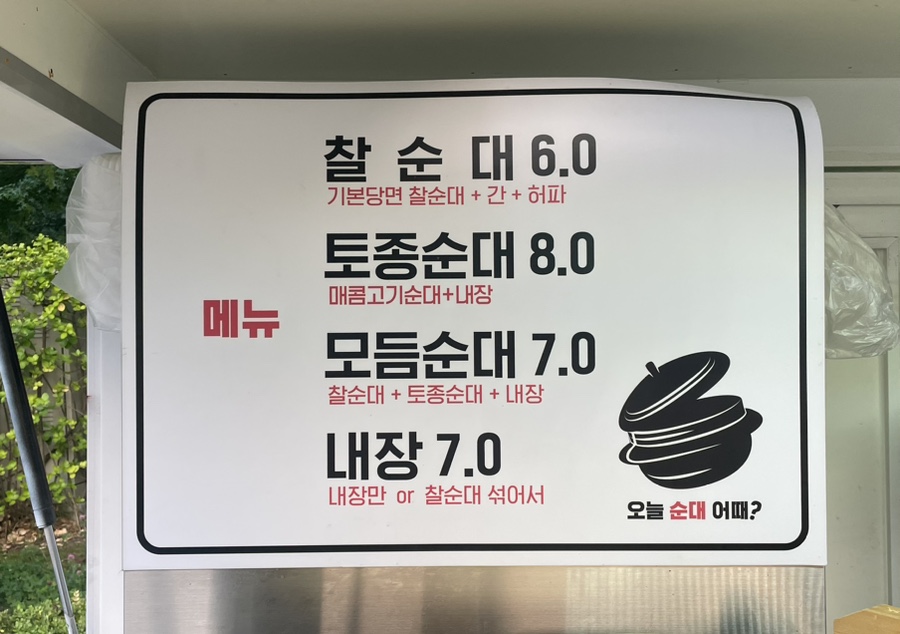 메뉴
찰 순 대 6.0
기본당면 찰순대 + 간 + 허파
토종순대 8.0
매콤고기순대+내장
모듬순대 7.0
찰순대 + 토종순대 + 내장
내장 7.0
내장만 or 찰순대 섞어서
오늘 순대 어때?